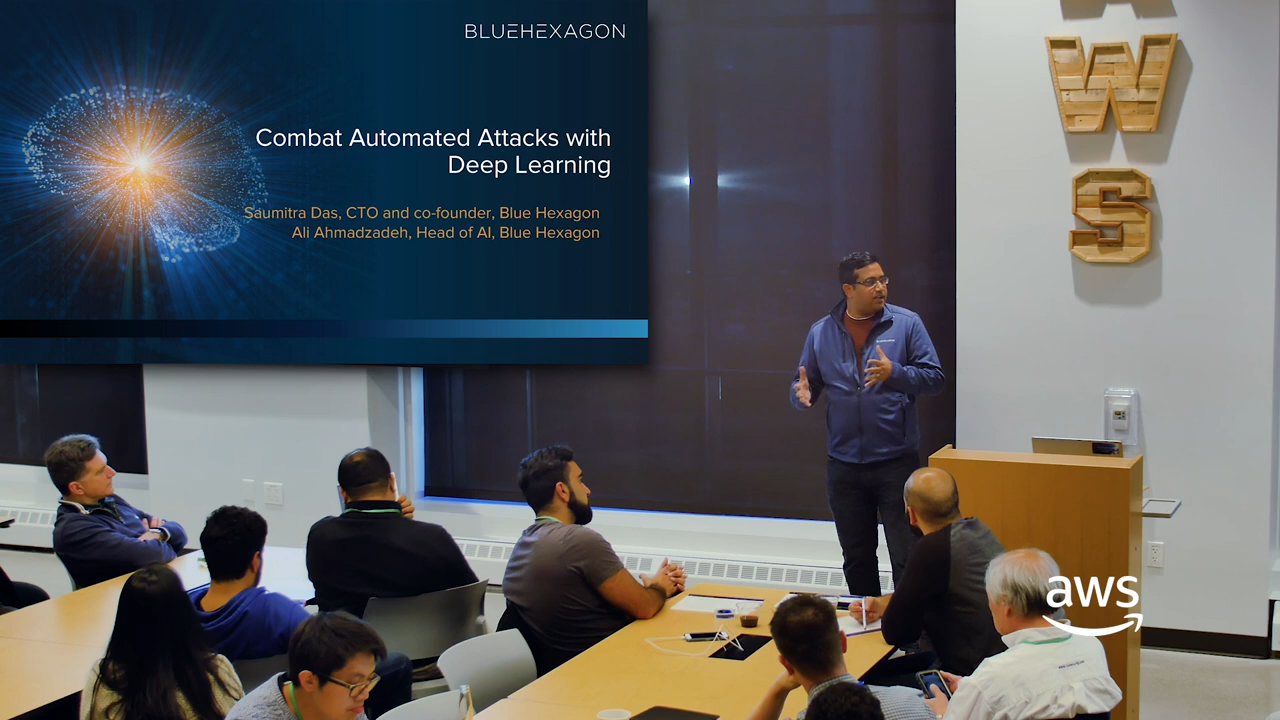 BLUEHEXAGON
Combat Automated Attacks with
Deep Learning
Saumitra Das, CTO and co-founder, Blue Hexagon
Ali Ahmadzadeh, Head of AI, Blue Hexagon
W
S
aws